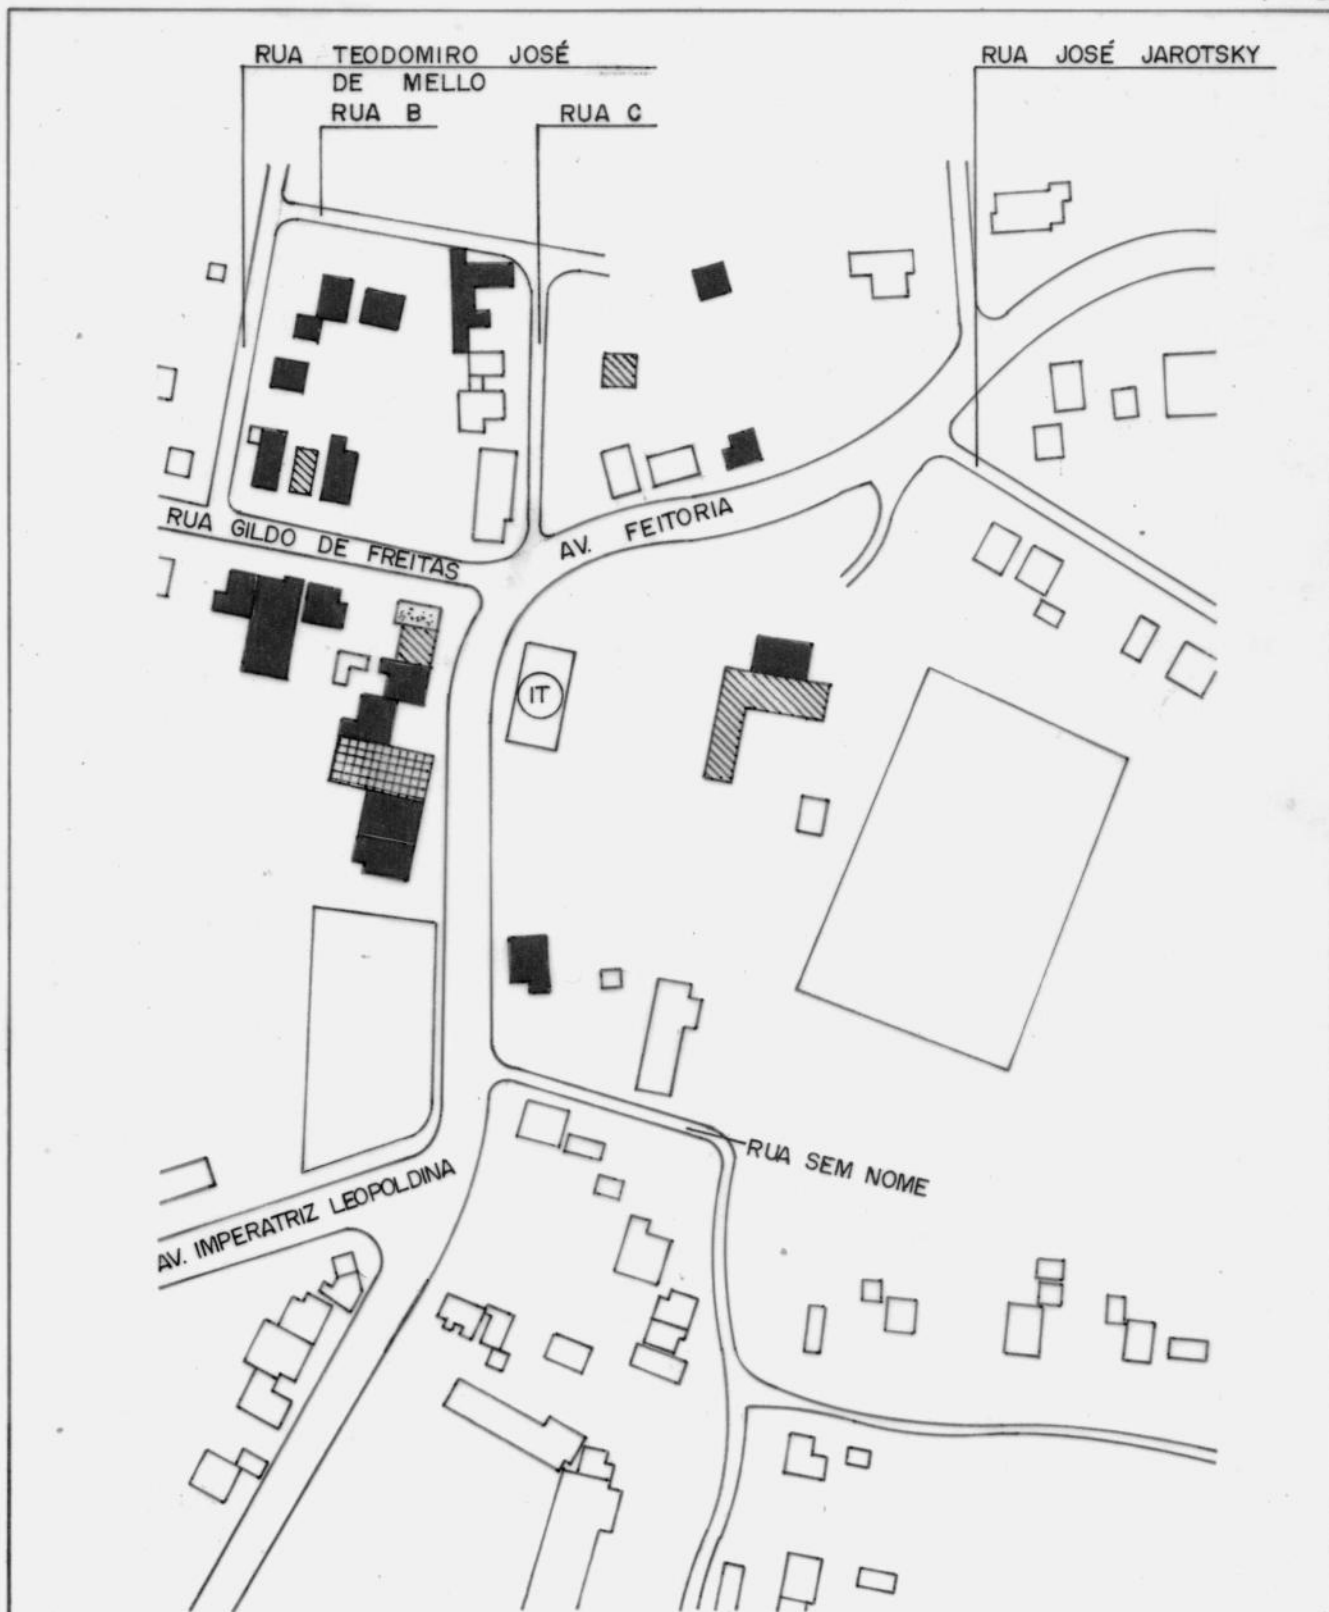 RUA TEODOMIRO JOSÉ
DE MELLO
RUA B
RUA C
RUA JOSÉ JAROTSKY
RUA GILDO DE FREITAS
AV. FEITORIA
IT
RUA SEM NOME
AV. IMPERATRIZ LEOPOLDINA